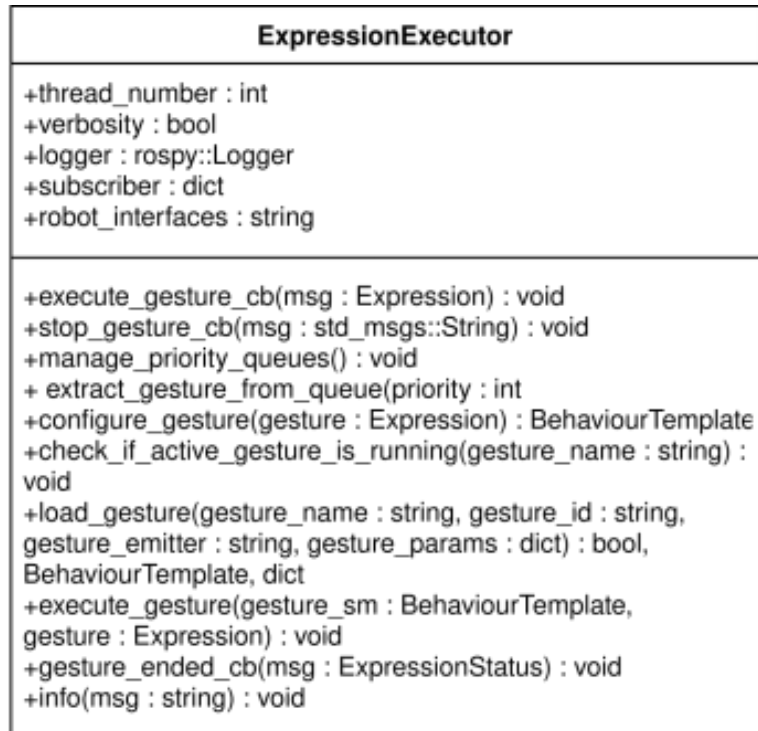 ExpressionExecutor
+thread_number : int
+verbosity : bool
+logger : rospy::Logger
+subscriber : dict
+robot_interfaces : string
+execute_gesture_cb(msg : Expression) : void
+stop_gesture_cb(msg : std_msgs::String) : void
+manage_priority_queues() : void
+ extract_gesture_from_queue(priority : int
+configure_gesture(gesture : Expression) : BehaviourTemplate
+check_if_active_gesture_is_running(gesture_name : string) :
void
+load_gesture(gesture_name : string, gesture_id : string,
gesture_emitter : string, gesture_params : dict) : bool,
BehaviourTemplate, dict
+execute_gesture(gesture_sm : BehaviourTemplate,
gesture : Expression) : void
+gesture_ended_cb(msg : ExpressionStatus) : void
+info(msg : string) : void